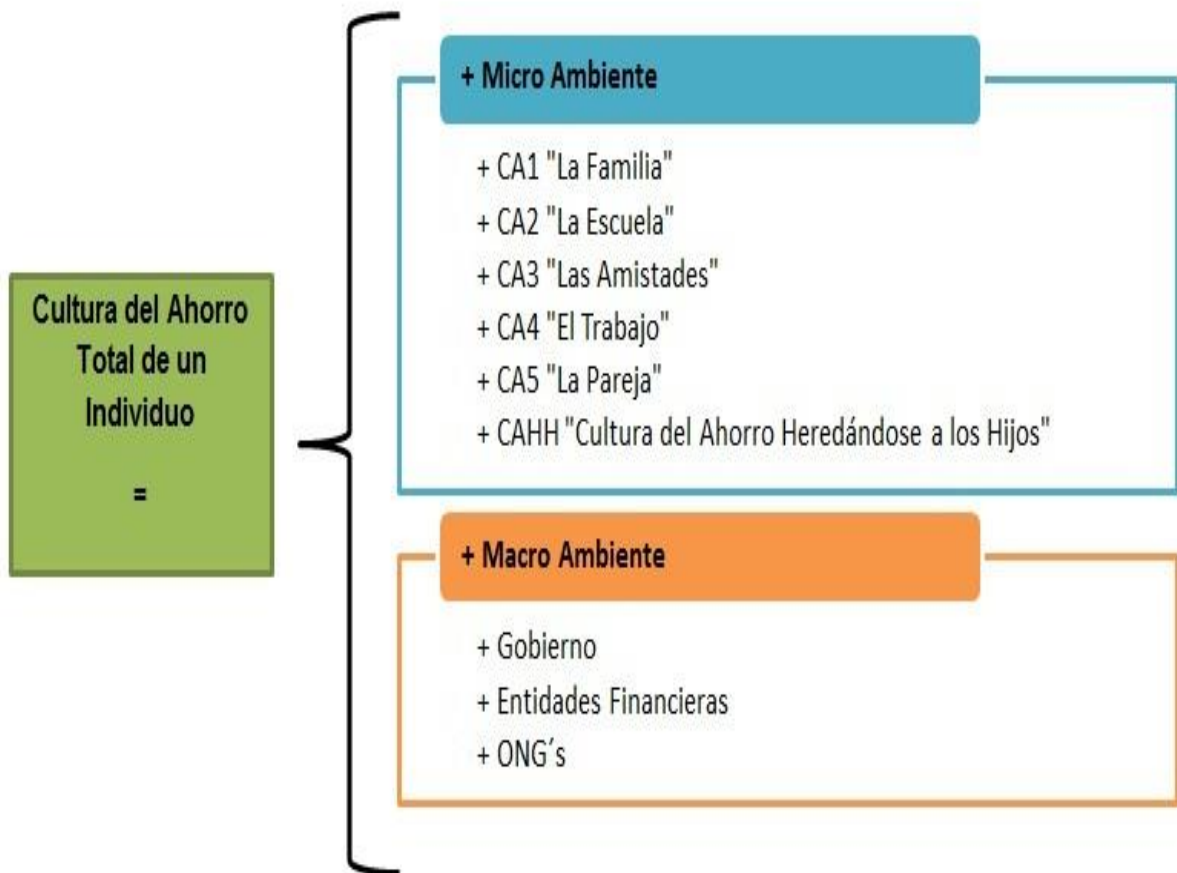 Cultura del Ahorro
Total de un
Individuo
=
+ Micro Ambiente
+ CA1 "La Familia"
+ CA2 "La Escuela"
+ CA3 "Las Amistades"
+ CA4 "El Trabajo"
+ CA5 "La Pareja"
+ CAHH "Cultura del Ahorro Heredándose a los Hijos"
+ Macro Ambiente
+ Gobierno
+ Entidades Financieras
+ ONG´s